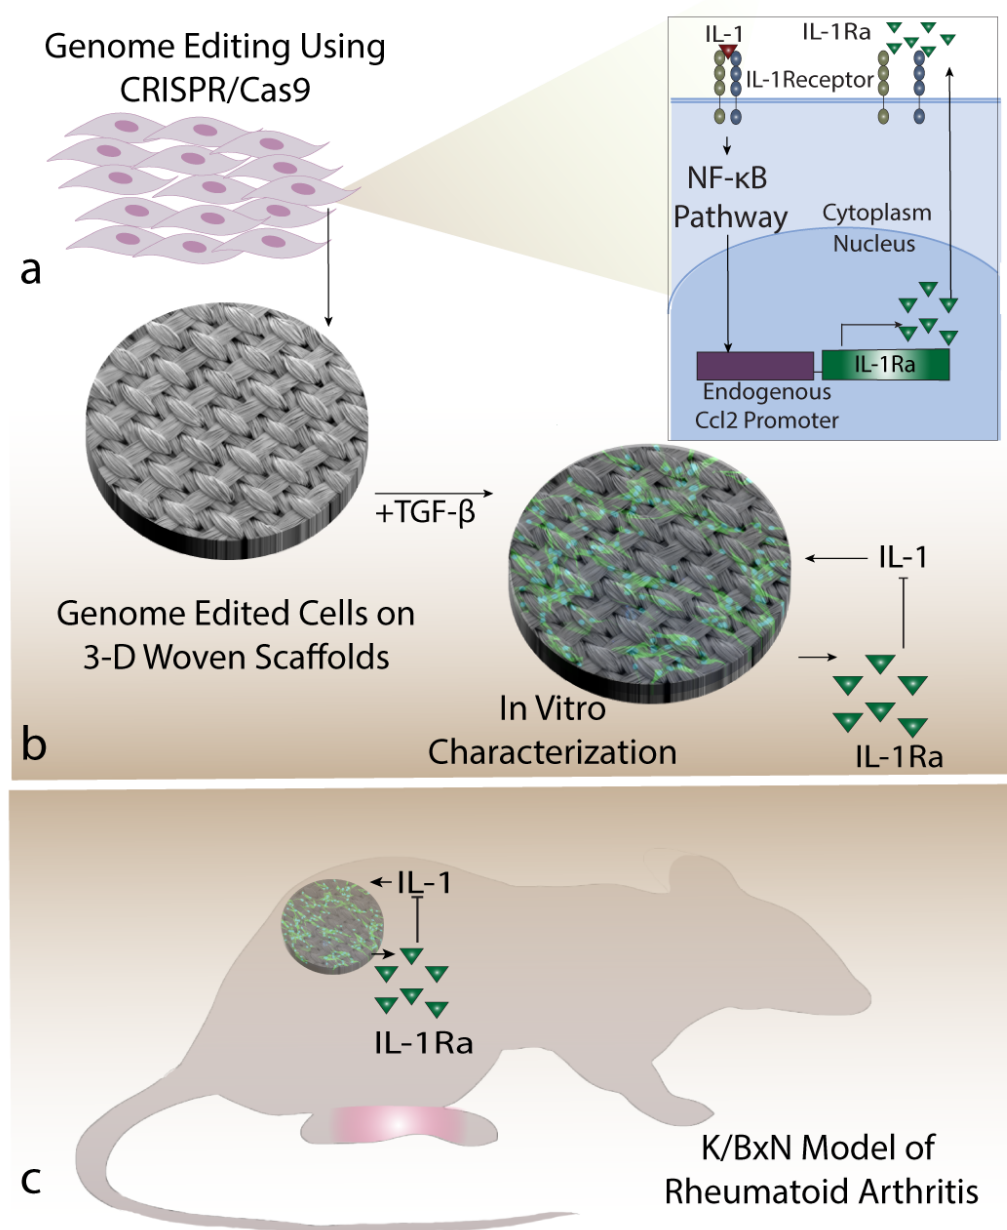 Genome Editing Using
CRISPR/Cas9
IL-1
IL-1Ra
IL-1Receptor
NF-κB
Pathway
Cytoplasm
Nucleus
IL-1Ra
Endogenous
Ccl2 Promoter
a
+TGF-β
IL-1
Genome Edited Cells on
3-D Woven Scaffolds
In Vitro
Characterization
IL-1Ra
b
IL-1
IL-1Ra
K/BxN Model of
Rheumatoid Arthritis
c